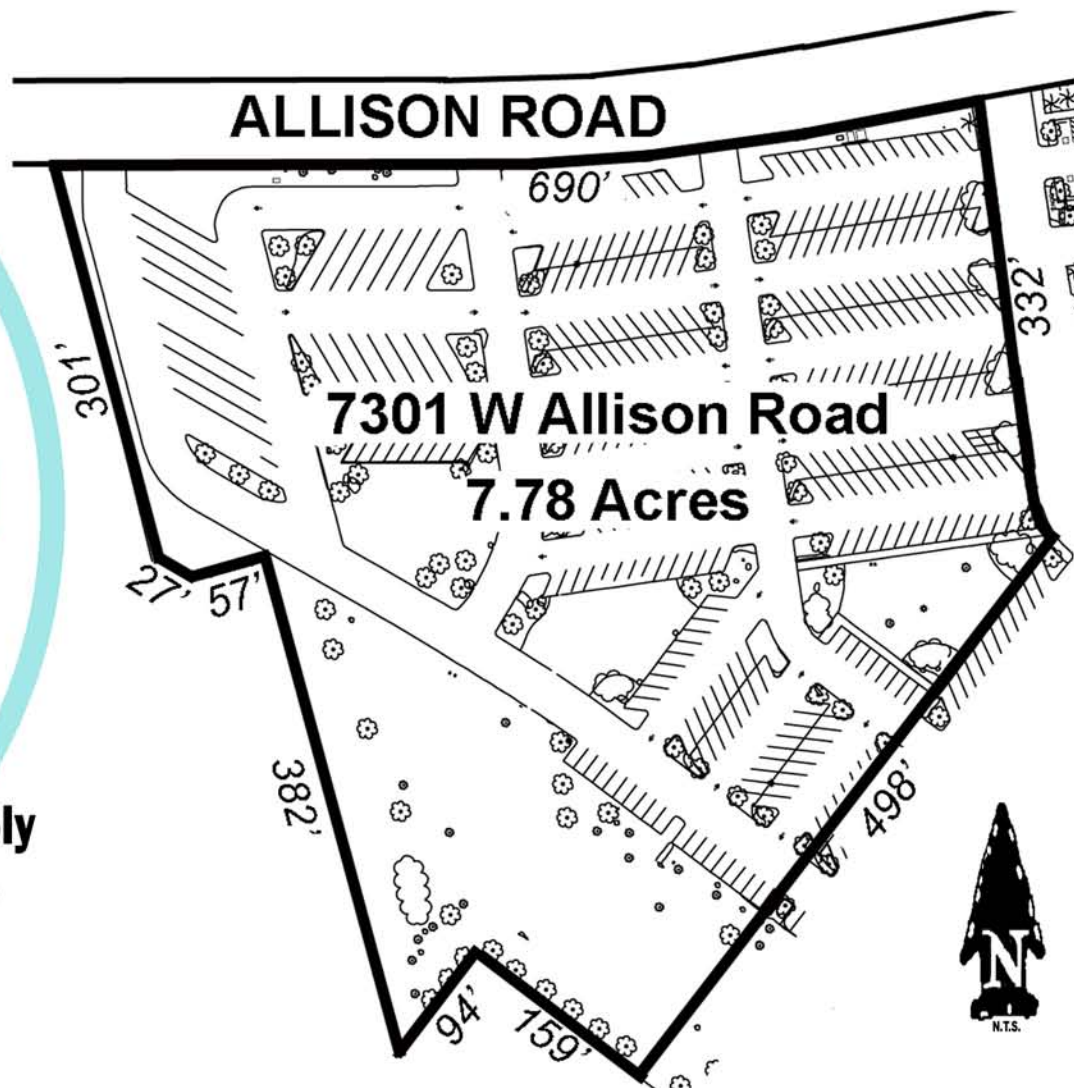 ALLISON ROAD
690'
332'
301'
7301 W Allison Road
7.78 Acres
27'
57'
382'
498'
ly
94'
159'
N
N.T.S.